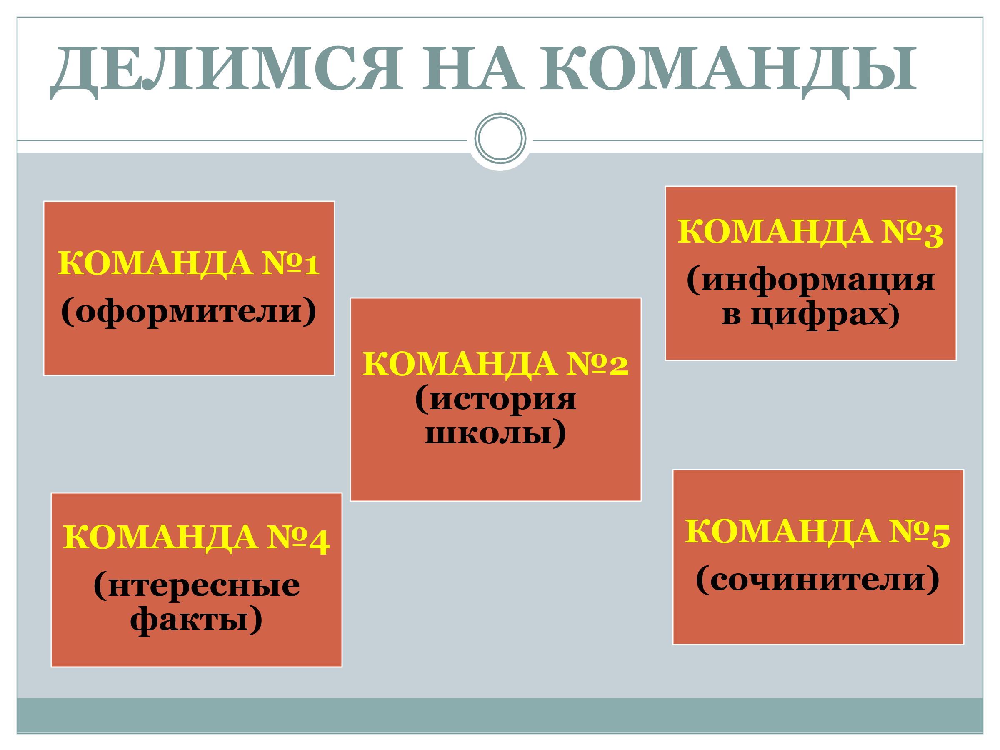 ДЕЛИМСЯ НА КОМАНДЫ
КОМАНДА №1
(оформители)
КОМАНДА №2
(история
школы)
КОМАНДА №3
(информация
в цифрах)
КОМАНДА №4
(нтересные
факты)
КОМАНДА №5
(сочинители)